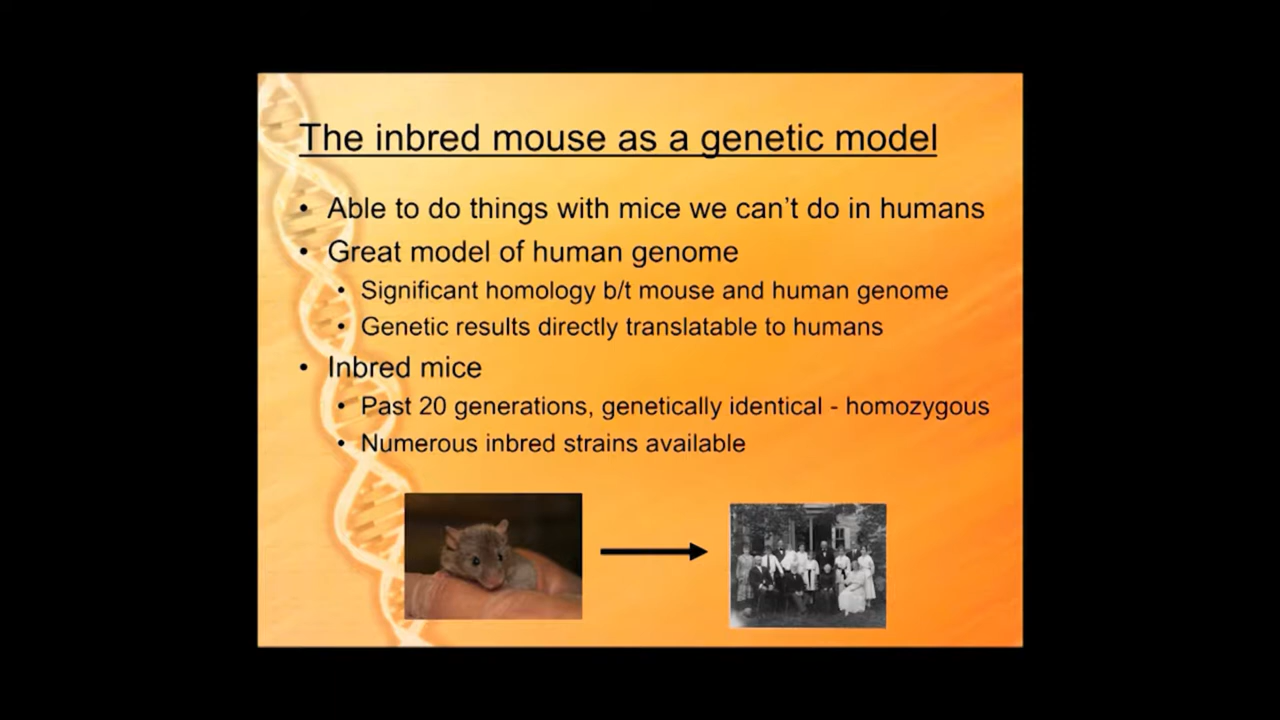 The inbred mouse as a genetic model
• Able to do things with mice we can't do in humans
• Great model of human genome
• Significant homology b/t mouse and human genome
• Genetic results directly translatable to humans
• Inbred mice
• Past 20 generations, genetically identical - homozygous
• Numerous inbred strains available